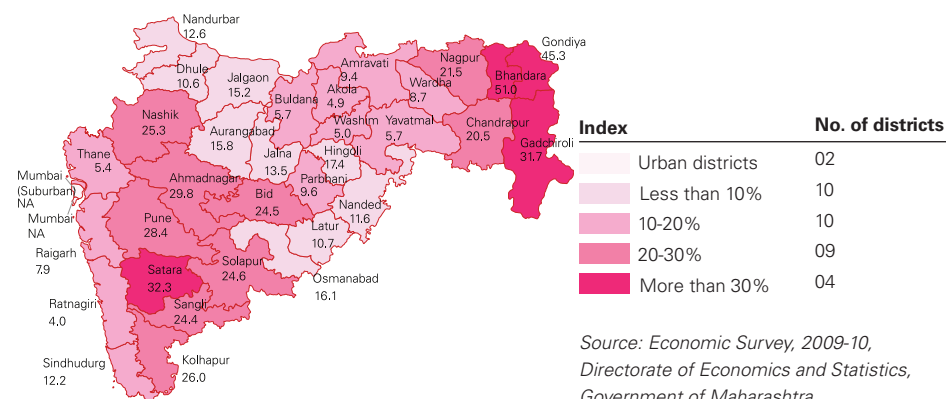 Nandurbar
12.6
Gondiya
45.3
Dhule
10.6
Jalgaon
15.2
Amravati
9.4
Nagpur
21.5
Bhandara
51.0
Buldana
5.7
Akola
4.9
Wardha
8.7
Nashik
25.3
Aurangabad
15.8
Washim
5.0
Yavatmal
5.7
Chandrapur
20.5
Gadchiroli
31.7
Thane
5.4
Jalna
13.5
Hingoli
17.4
Mumbai
(Suburban)
NA
Ahmadnagar
29.8
Bid
24.5
Parbhani
9.6
Nanded
11.6
Mumbai
NA
Pune
28.4
Latur
10.7
Raigarh
7.9
Satara
32.3
Solapur
24.6
Osmanabad
16.1
Ratnagiri
4.0
Sangli
24.4
Sindhudurg
12.2
Kolhapur
26.0
Index No. of districts
Urban districts 02
Less than 10% 10
10-20% 10
20-30% 09
More than 30% 04
Source: Economic Survey, 2009-10,
Directorate of Economics and Statistics,
Government of Maharashtra